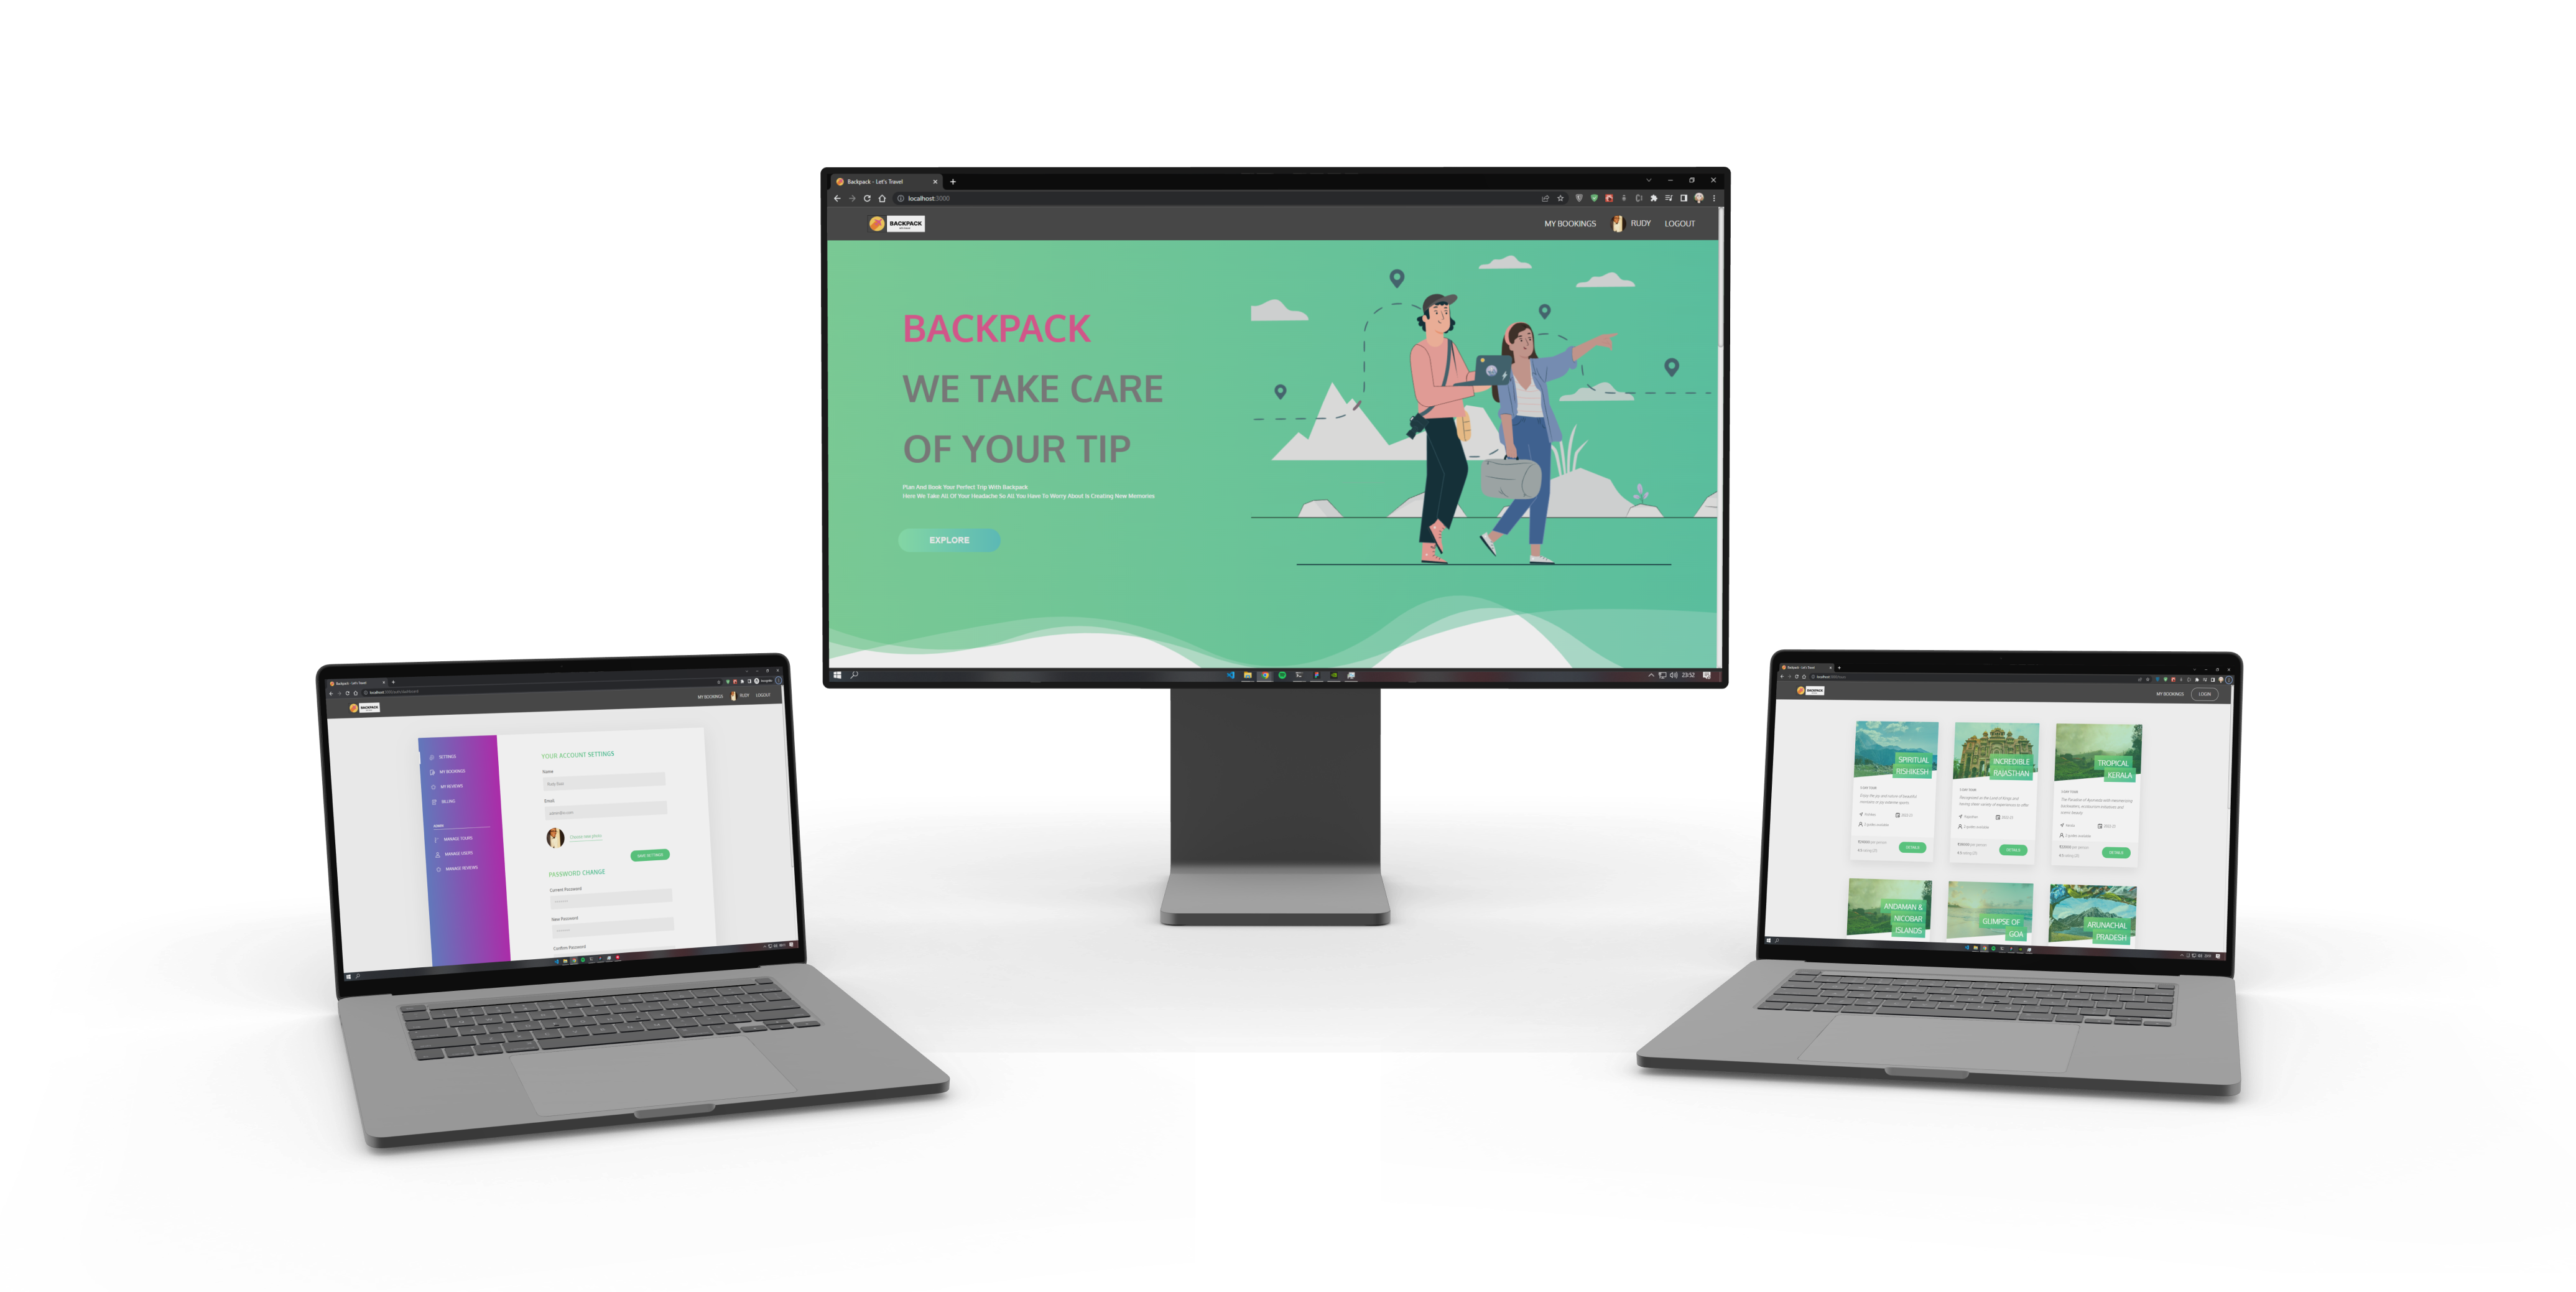 Backpack - Let's Travel
localhost:3000
BACKPACK
MY BOOKINGS
RUDY
LOGOUT
BACKPACK
WE TAKE CARE
OF YOUR TIP
Plan And Book Your Perfect Trip With Backpack
Here We Take All Of Your Headache So All You Have To Worry About Is Creating New Memories
EXPLORE
23:52
Backpack - Let's Travel
BACKPACK
MY BOOKINGS
RUDY
LOGOUT
SETTINGS
MY BOOKINGS
MY REVIEWS
BILLING
MANAGE TOURS
MANAGE USERS
MANAGE REVIEWS
YOUR ACCOUNT SETTINGS
Name
Email
Choose new photo
SAVE SETTINGS
PASSWORD CHANGE
Current Password
New Password
Confirm Password
Backpack - Let's Travel
BACKPACK
MY BOOKINGS
LOGIN
SPIRITUAL
RISHIKESH
DETAILS
INCREDIBLE
RAJASTHAN
DETAILS
TROPICAL
KERALA
DETAILS
ANDAMAN &
NICOBAR
ISLANDS
GLIMPSE OF
GOA
ARUNACHAL
PRADESH